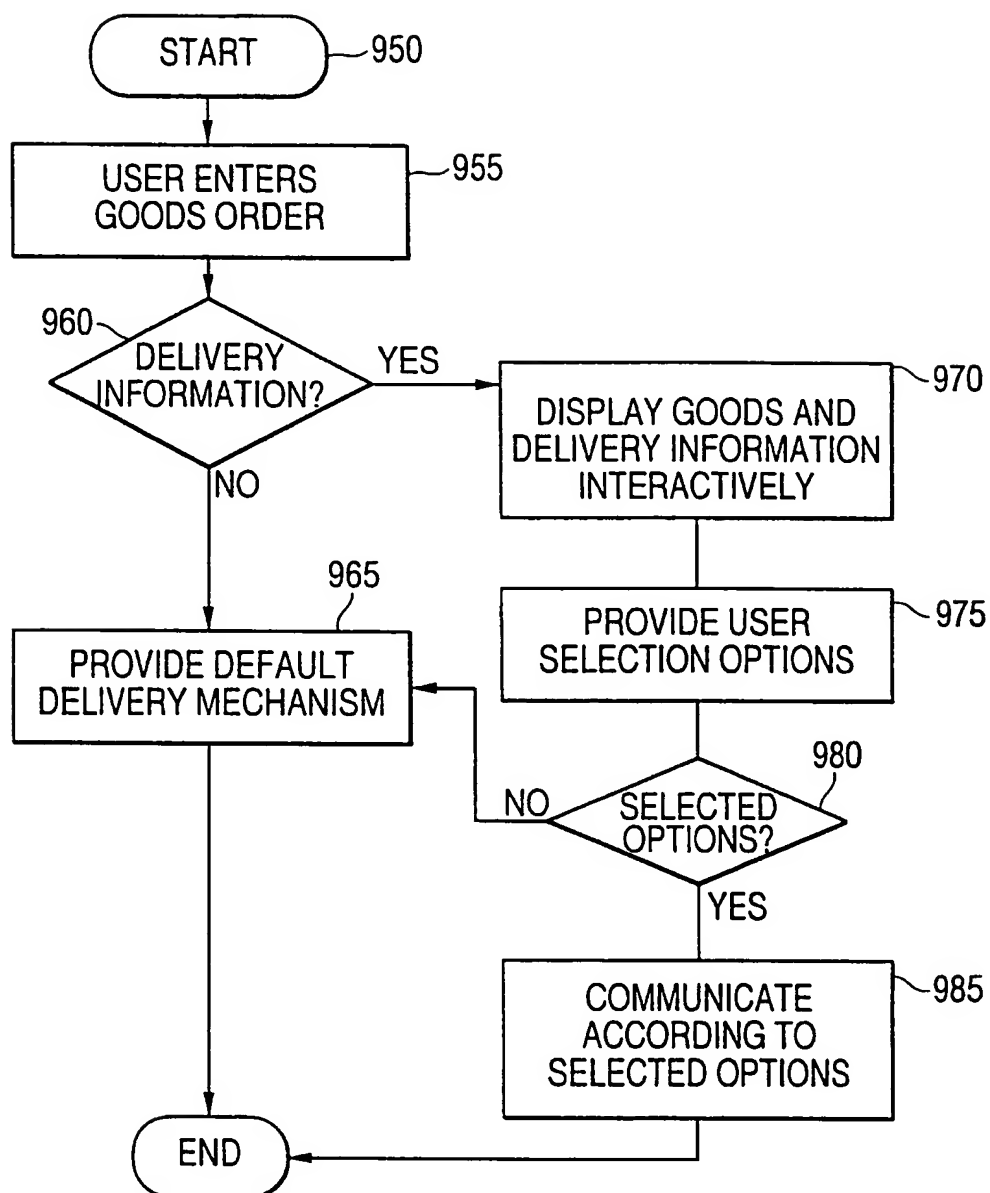 START
950
USER ENTERS
GOODS ORDER
955
960
DELIVERY
INFORMATION?
YES
NO
970
DISPLAY GOODS AND
DELIVERY INFORMATION
INTERACTIVELY
965
PROVIDE DEFAULT
DELIVERY MECHANISM
975
PROVIDE USER
SELECTION OPTIONS
980
SELECTED
OPTIONS?
NO
YES
985
COMMUNICATE
ACCORDING TO
SELECTED OPTIONS
END